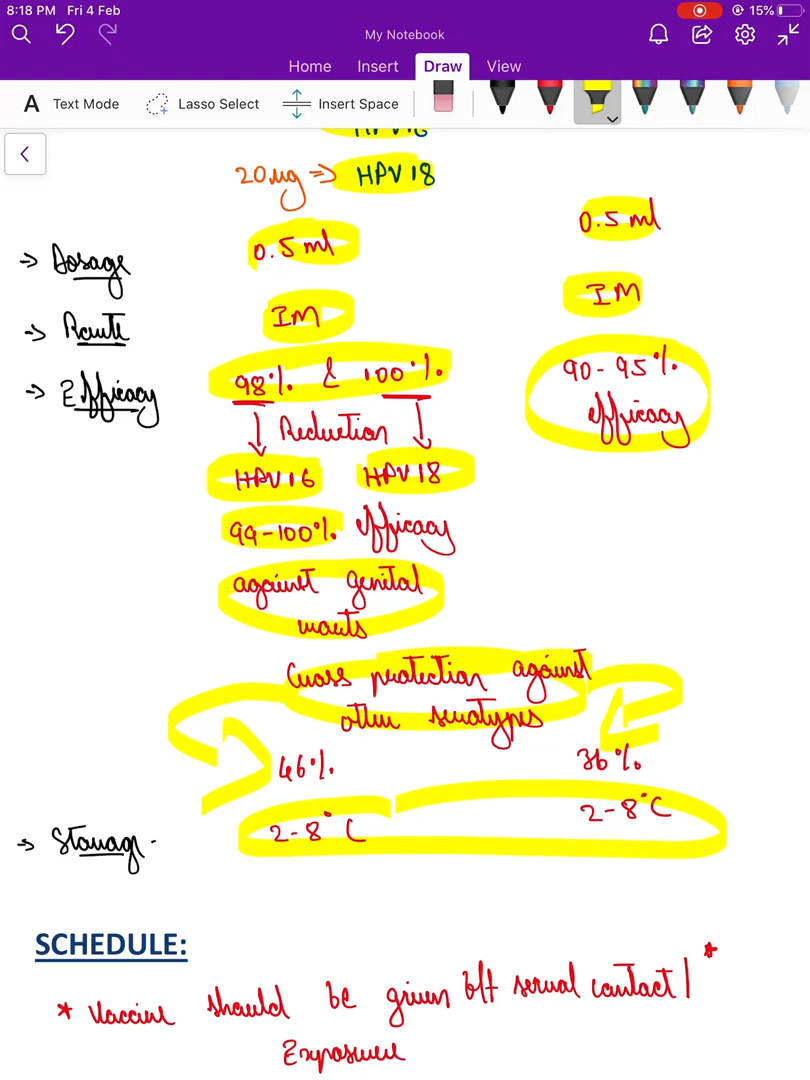 8:18 PM Fri 4 Feb
15%
My Notebook
Home Insert Draw View
A Text Mode Lasso Select Insert Space
HPV16
20 µg => HPV 18
→ Dosage 0.5 ml 0.5 ml
→ Route IM IM
→ Efficacy 98% & 100% 90-95% efficacy
Reduction
HPV 16 HPV 18
99-100% efficacy
against genital
warts
Cross protection against
other serotypes
46% 36%
→ Storage. 2-8°C 2-8°C
SCHEDULE:
* Vaccine should be given b/f sexual contact / *
Exposure